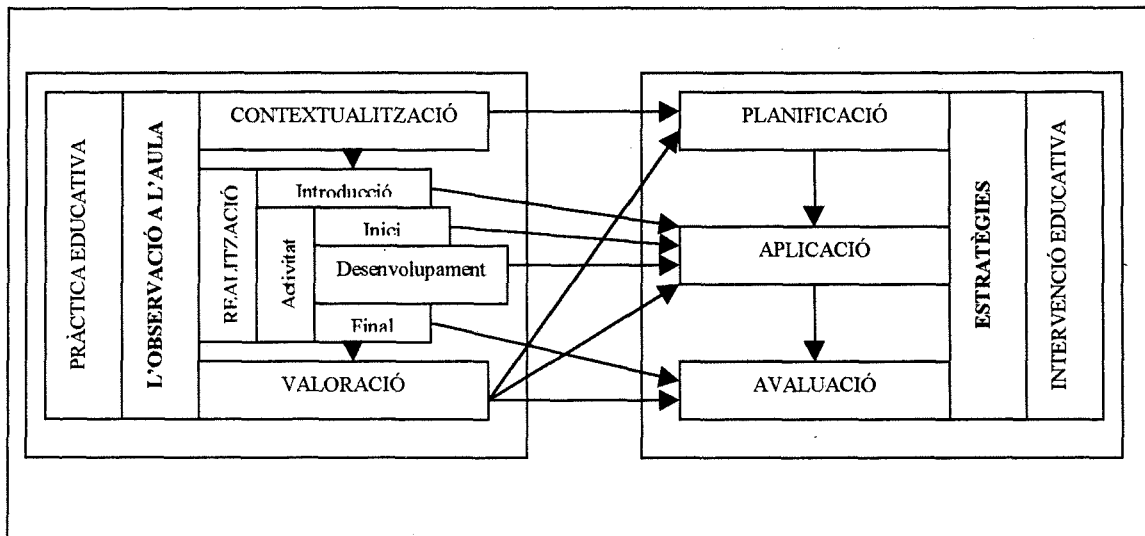 PRÀCTICA EDUCATIVA
L'OBSERVACIÓ A L'AULA
CONTEXTUALITZACIÓ
REALITZACIÓ
Introducció
Activitat
Inici
Desenvolupament
Final
VALORACIÓ
PLANIFICACIÓ
APLICACIÓ
AVALUACIÓ
ESTRATÈGIES
INTERVENCIÓ EDUCATIVA